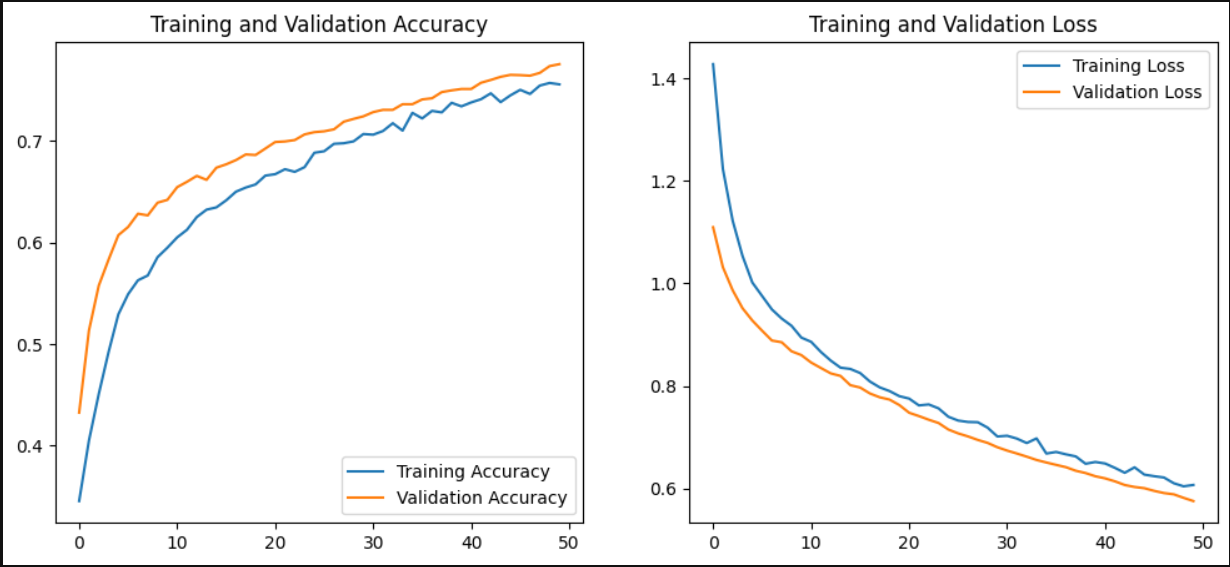 Training and Validation Accuracy
0.7
0.6
0.5
0.4
Training Accuracy
Validation Accuracy
0 10 20 30 40 50
Training and Validation Loss
Training Loss
Validation Loss
1.4
1.2
1.0
0.8
0.6
0 10 20 30 40 50